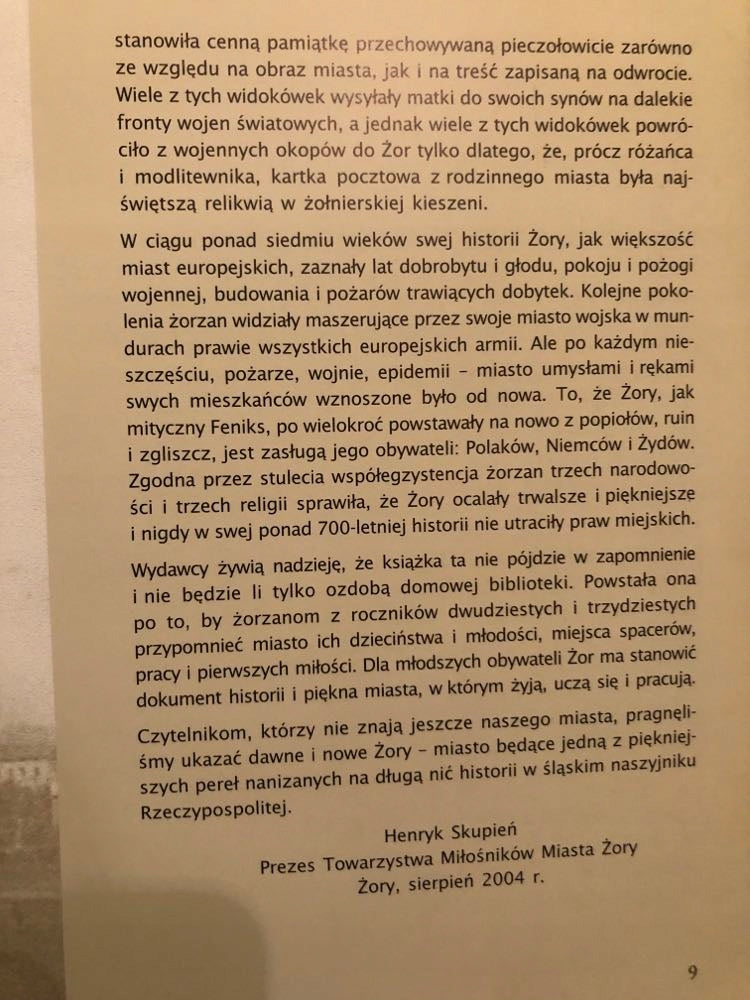 stanowiła cenną pamiątkę przechowywaną pieczołowicie zarówno
ze względu na obraz miasta, jak i na treść zapisaną na odwrocie.
Wiele z tych widokówek wysyłały matki do swoich synów na dalekie
fronty wojen światowych, a jednak wiele z tych widokówek powró-
ciło z wojennych okopów do Żor tylko dlatego, że, prócz różańca
i modlitewnika, kartka pocztowa z rodzinnego miasta była naj-
świętszą relikwią w żołnierskiej kieszeni.
W ciągu ponad siedmiu wieków swej historii Żory, jak większość
miast europejskich, zaznały lat dobrobytu i głodu, pokoju i pożogi
wojennej, budowania i pożarów trawiących dobytek. Kolejne poko-
lenia żorzan widziały maszerujące przez swoje miasto wojska w mun-
durach prawie wszystkich europejskich armii. Ale po każdym nie-
szczęściu, pożarze, wojnie, epidemii – miasto umysłami i rękami
swych mieszkańców wznoszone było od nowa. To, że Żory, jak
mityczny Feniks, po wielokroć powstawały na nowo z popiołów, ruin
i zgliszcz, jest zasługą jego obywateli: Polaków, Niemców i Żydów.
Zgodna przez stulecia współegzystencja żorzan trzech narodowo-
ści i trzech religii sprawiła, że Żory ocalały trwalsze i piękniejsze
i nigdy w swej ponad 700-letniej historii nie utraciły praw miejskich.
Wydawcy żywią nadzieję, że książka ta nie pójdzie w zapomnienie
i nie będzie li tylko ozdobą domowej biblioteki. Powstała ona
po to, by żorzanom z roczników dwudziestych i trzydziestych
przypomnieć miasto ich dzieciństwa i młodości, miejsca spacerów,
pracy i pierwszych miłości. Dla młodszych obywateli Żor ma stanowić
dokument historii i piękna miasta, w którym żyją, uczą się i pracują.
Czytelnikom, którzy nie znają jeszcze naszego miasta, pragnęli-
śmy ukazać dawne i nowe Żory – miasto będące jedną z piękniej-
szych pereł nanizanych na długą nić historii w śląskim naszyjniku
Rzeczypospolitej.
Henryk Skupień
Prezes Towarzystwa Miłośników Miasta Żory
Żory, sierpień 2004 r.
9